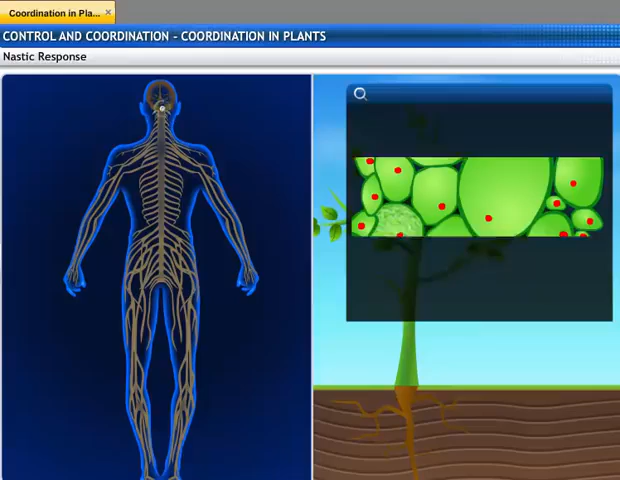 Coordination in Pla...
CONTROL AND COORDINATION - COORDINATION IN PLANTS
Nastic Response